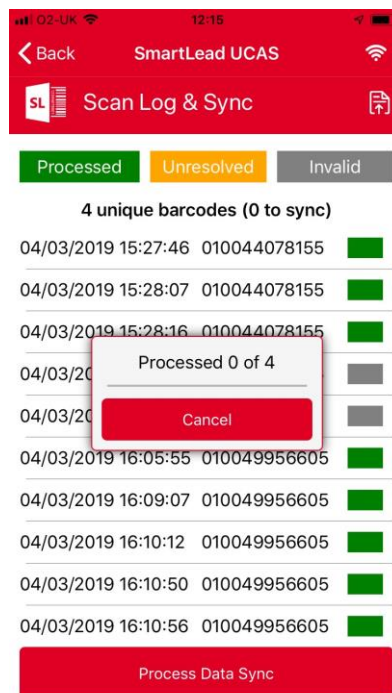 O2-UK 12:15
Back SmartLead UCAS
SL Scan Log & Sync
Processed Unresolved Invalid
4 unique barcodes (0 to sync)
04/03/2019 15:27:46 010044078155
04/03/2019 15:28:07 010044078155
04/03/2019 15:28:16 010044078155
04/03/20
Processed 0 of 4
04/03/20
Cancel
04/03/2019 16:05:55 010049956605
04/03/2019 16:09:07 010049956605
04/03/2019 16:10:12 010049956605
04/03/2019 16:10:50 010049956605
04/03/2019 16:10:56 010049956605
Process Data Sync